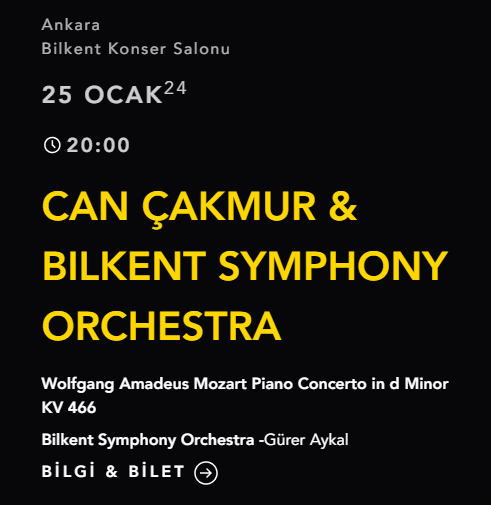 Ankara
Bilkent Konser Salonu
25 OCAK24
20:00
CAN ÇAKMUR &
BILKENT SYMPHONY
ORCHESTRA
Wolfgang Amadeus Mozart Piano Concerto in d Minor
KV 466
Bilkent Symphony Orchestra -Gürer Aykal
BİLGİ & BİLET